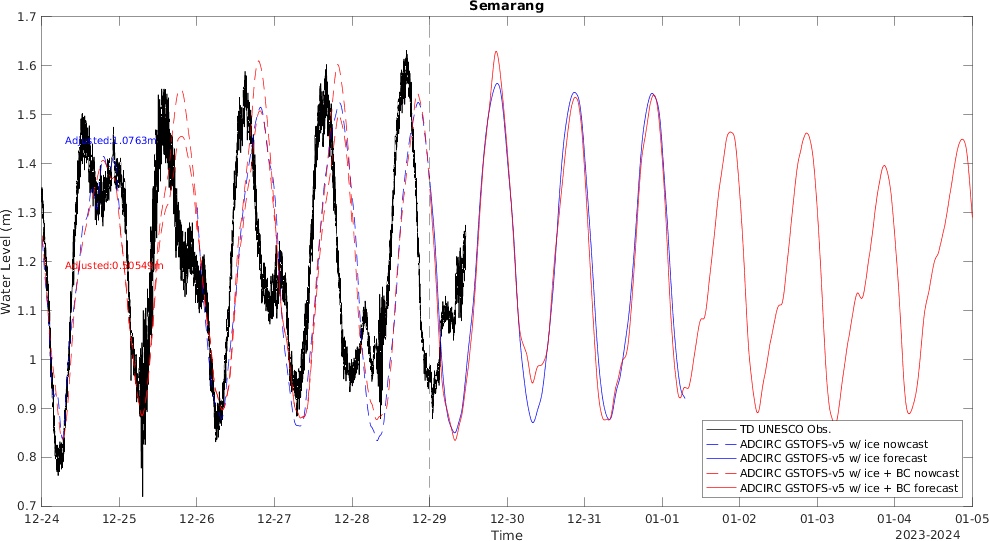 Semarang
1.7
1.6
1.5
1.4
1.3
1.2
1.1
1
0.9
0.8
0.7
Water Level (m)
Adjusted:1.0763m
Adjusted:0.50549m
TD UNESCO Obs.
ADCIRC GSTOFS-v5 w/ ice nowcast
ADCIRC GSTOFS-v5 w/ ice forecast
ADCIRC GSTOFS-v5 w/ ice + BC nowcast
ADCIRC GSTOFS-v5 w/ ice + BC forecast
12-24 12-25 12-26 12-27 12-28 12-29 12-30 12-31 01-01 01-02 01-03 01-04 01-05
Time
2023-2024